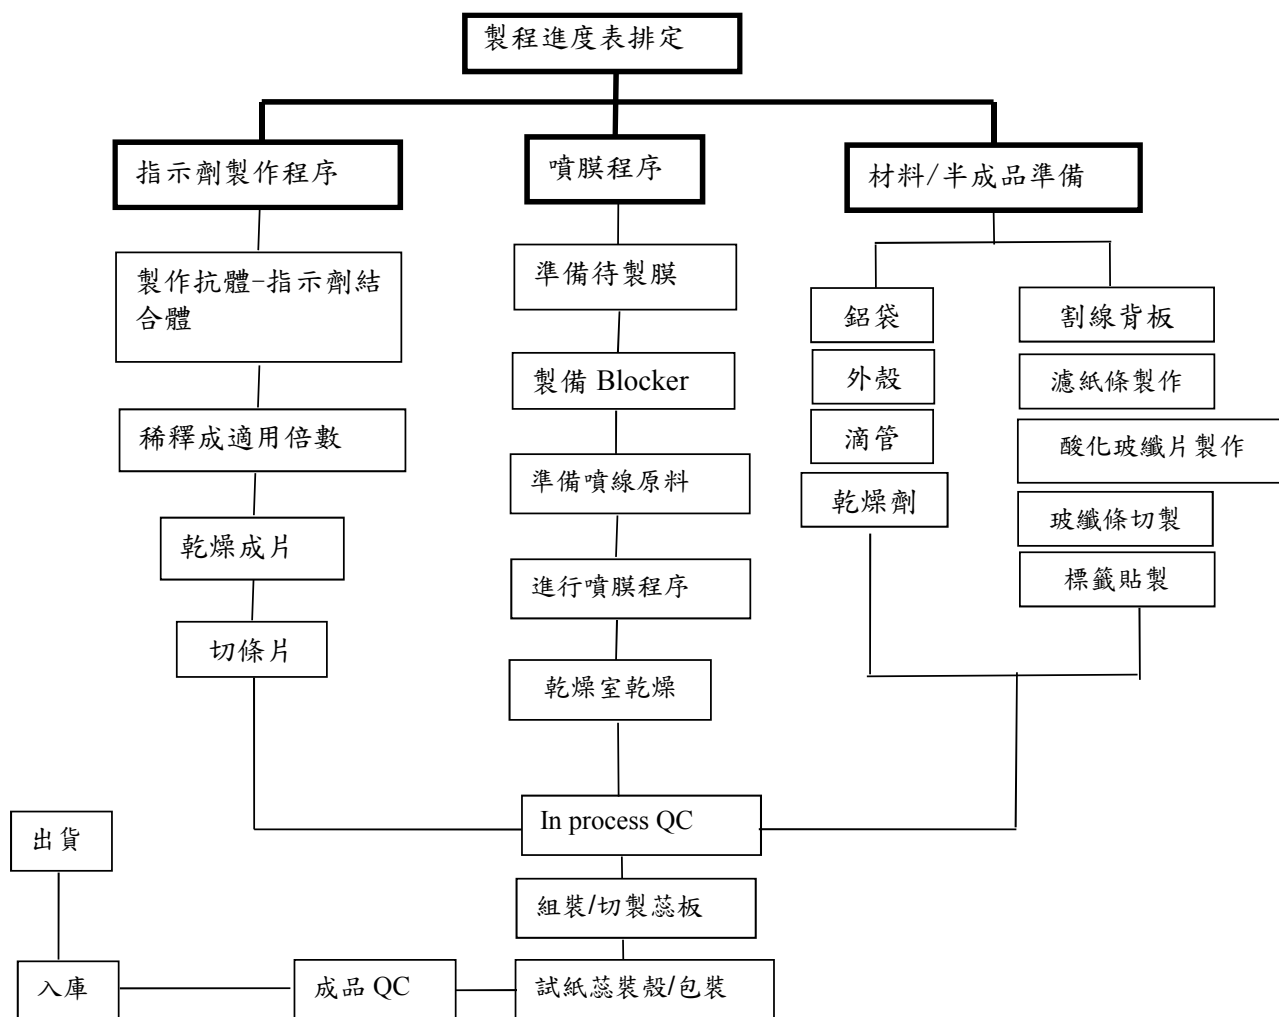 製程進度表排定
指示劑製作程序
噴膜程序
材料/半成品準備
製作抗體-指示劑結
合體
稀釋成適用倍數
乾燥成片
切條片
準備待製膜
製備 Blocker
準備噴線原料
進行噴膜程序
乾燥室乾燥
鋁袋
外殼
滴管
乾燥劑
割線背板
濾紙條製作
酸化玻纖片製作
玻纖條切製
標籤貼製
In process QC
組裝/切製蕊板
試紙蕊裝殼/包裝
成品 QC
入庫
出貨